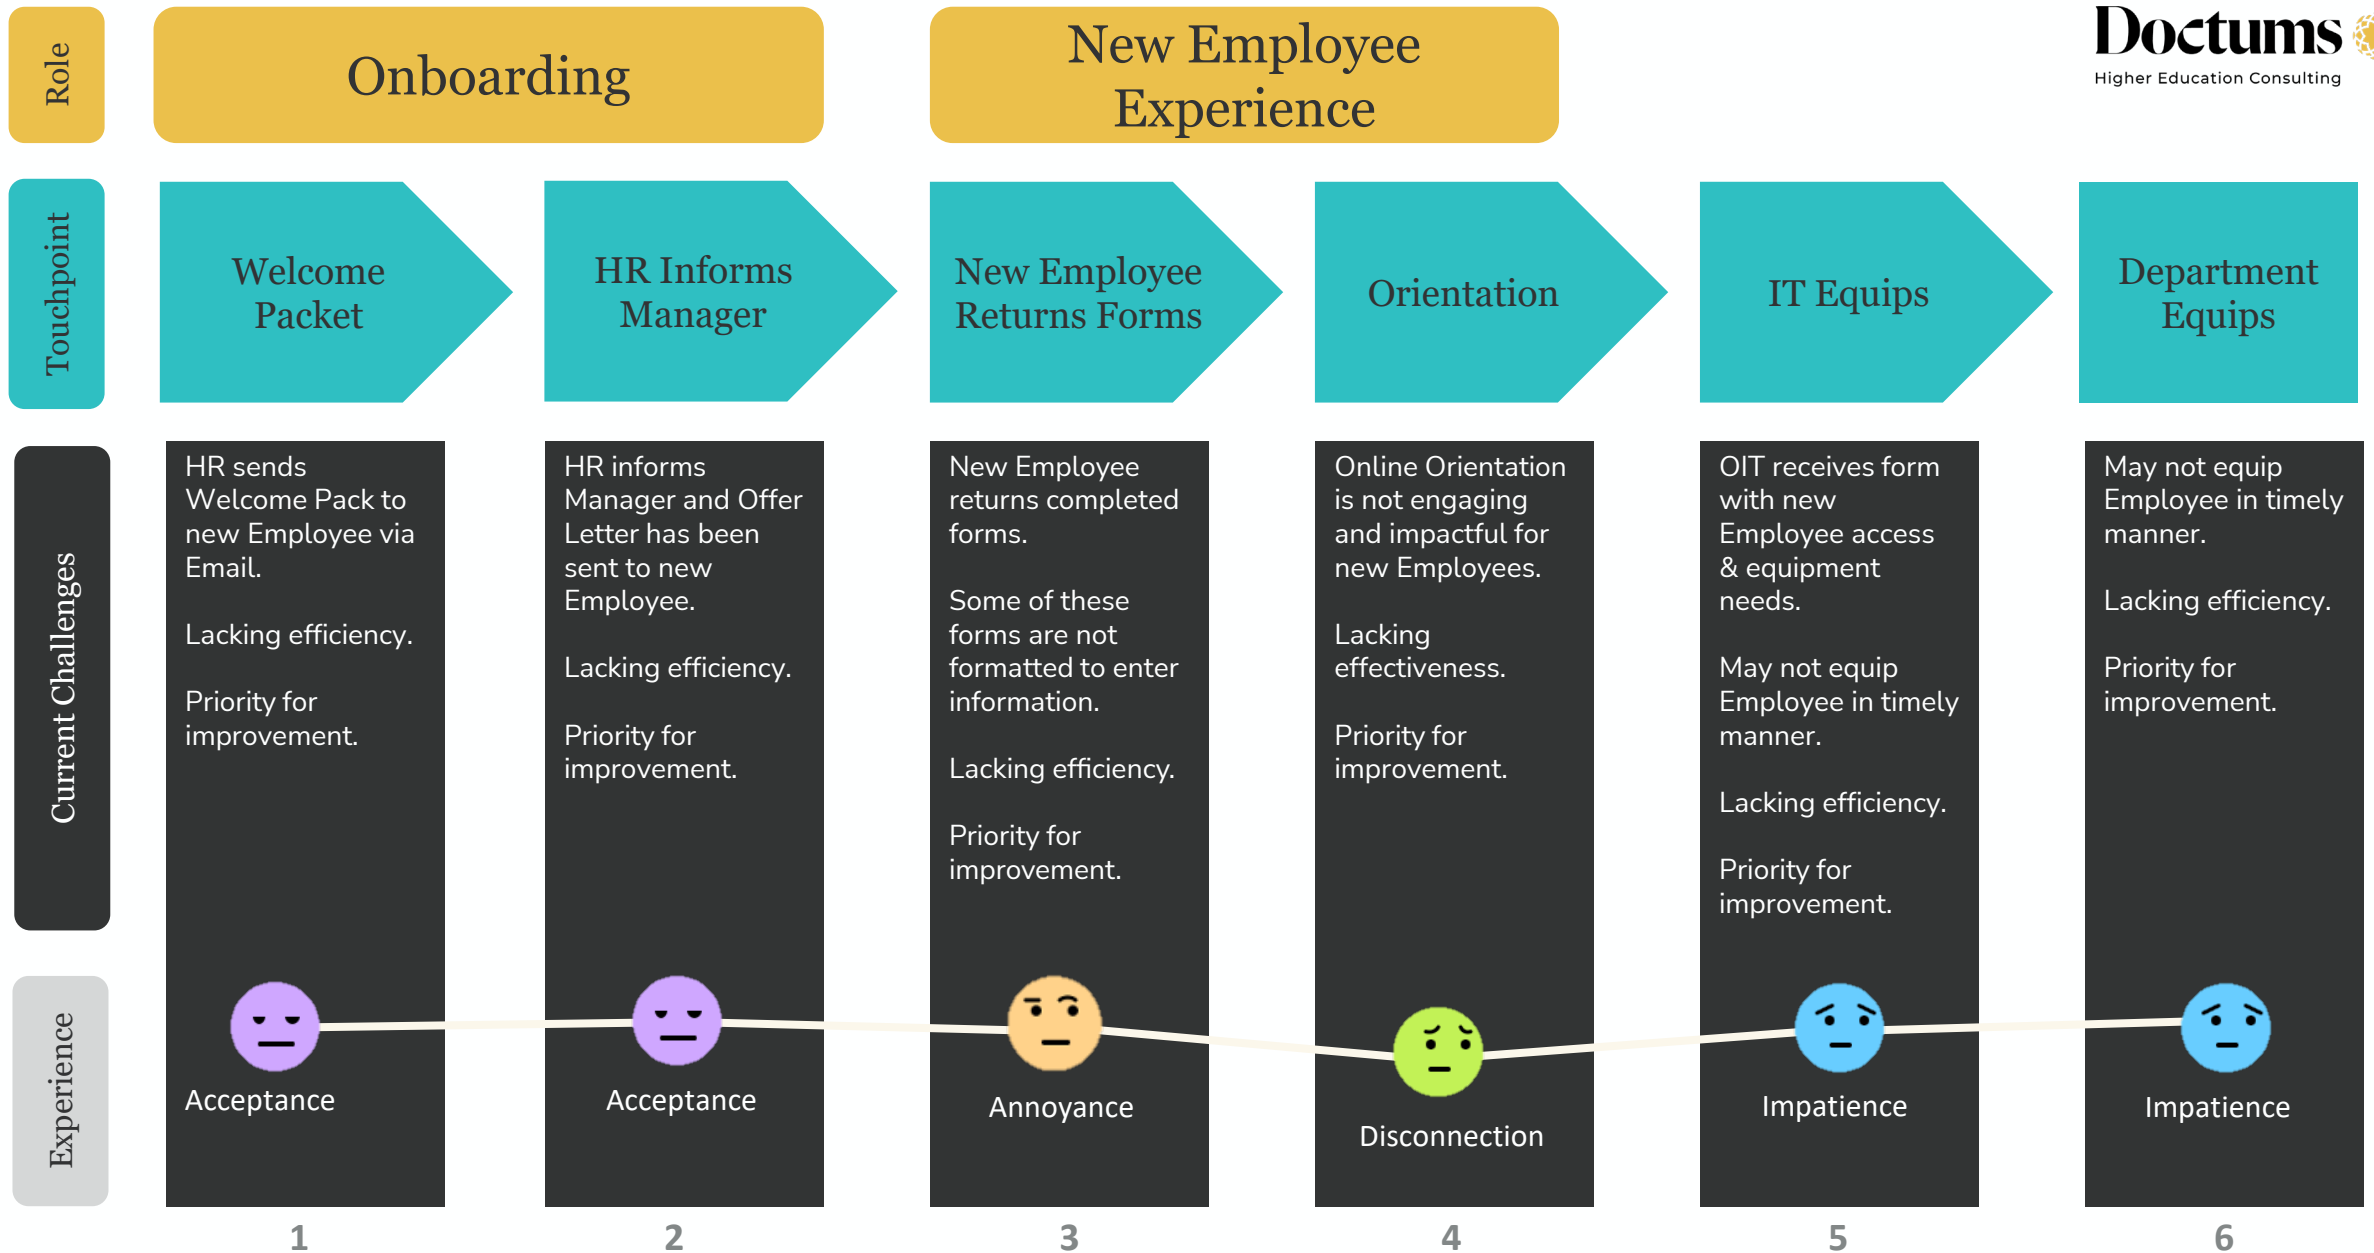 Role
Onboarding
New Employee
Experience
Doctums
Higher Education Consulting
Touchpoint
Welcome
Packet
HR Informs
Manager
New Employee
Returns Forms
Orientation
IT Equips
Department
Equips
Current Challenges
HR sends
Welcome Pack to
new Employee via
Email.
Lacking efficiency.
Priority for
improvement.
HR informs
Manager and Offer
Letter has been
sent to new
Employee.
Lacking efficiency.
Priority for
improvement.
New Employee
returns completed
forms.
Some of these
forms are not
formatted to enter
information.
Lacking efficiency.
Priority for
improvement.
Online Orientation
is not engaging
and impactful for
new Employees.
Lacking
effectiveness.
Priority for
improvement.
OIT receives form
with new
Employee access
& equipment
needs.
May not equip
Employee in timely
manner.
Lacking efficiency.
Priority for
improvement.
May not equip
Employee in timely
manner.
Lacking efficiency.
Priority for
improvement.
Experience
Acceptance
Acceptance
Annoyance
Disconnection
Impatience
Impatience
1
2
3
4
5
6